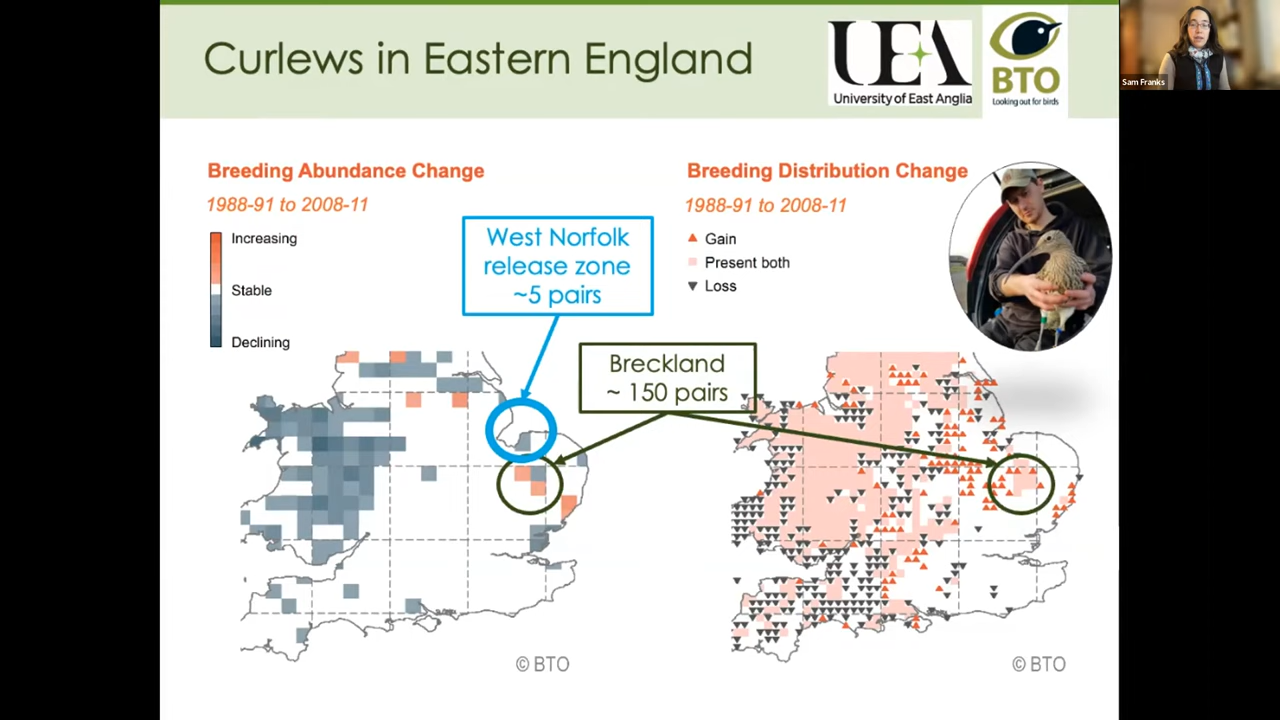 Curlews in Eastern England
UEA
University of East Anglia
BTO
Looking out for birds
Sam Franks
Breeding Abundance Change
1988-91 to 2008-11
Increasing
Stable
Declining
West Norfolk
release zone
~5 pairs
Breckland
~ 150 pairs
Breeding Distribution Change
1988-91 to 2008-11
Gain
Present both
Loss
© BTO
© BTO